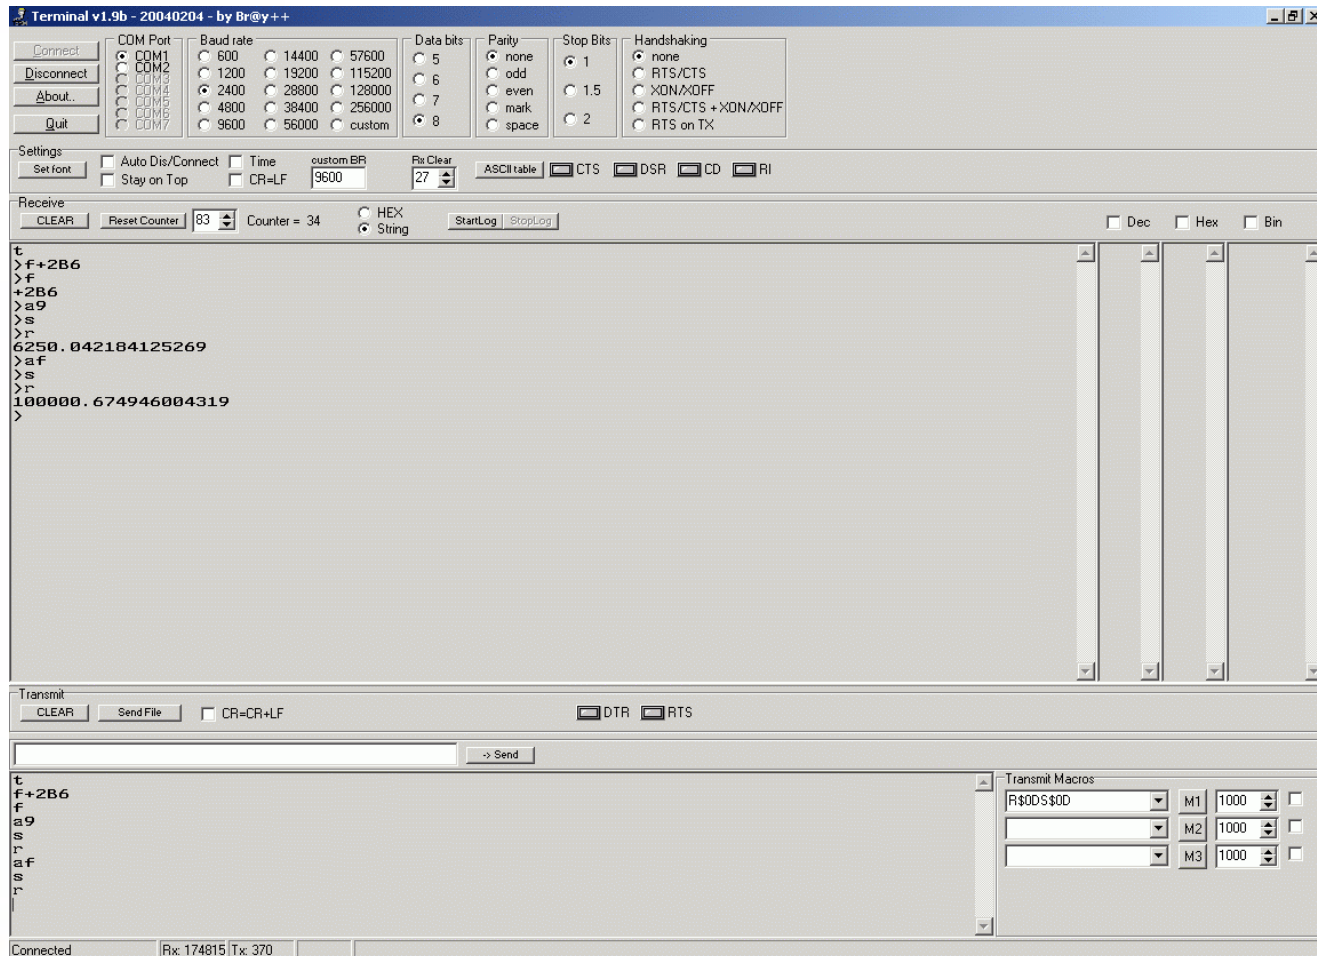 Terminal v1.9b - 20040204 - by Br@y++
Connect
Disconnect
About..
Quit
COM Port
COM1
COM2
COM3
COM4
COM5
COM6
COM7
Baud rate
600 14400 57600
1200 19200 115200
2400 28800 128000
4800 38400 256000
9600 56000 custom
Data bits
5
6
7
8
Parity
none
odd
even
mark
space
Stop Bits
1
1.5
2
Handshaking
none
RTS/CTS
XON/XOFF
RTS/CTS + XON/XOFF
RTS on TX
Settings
Set font
Auto Dis/Connect Time
Stay on Top CR=LF
custom BR
9600
Rx Clear
27
ASCII table CTS DSR CD RI
Receive
CLEAR Reset Counter 83 Counter = 34
HEX
String
StartLog StopLog
Dec Hex Bin
t
>f+2B6
>f
+2B6
>a9
>s
>r
6250.042184125269
>af
>s
>r
100000.674946004319
>
Transmit
CLEAR Send File CR=CR+LF DTR RTS
-> Send
t
f+2B6
f
a9
s
r
af
s
r
Transmit Macros
R$0DS$0D M1 1000
M2 1000
M3 1000
Connected Rx: 174815 Tx: 370